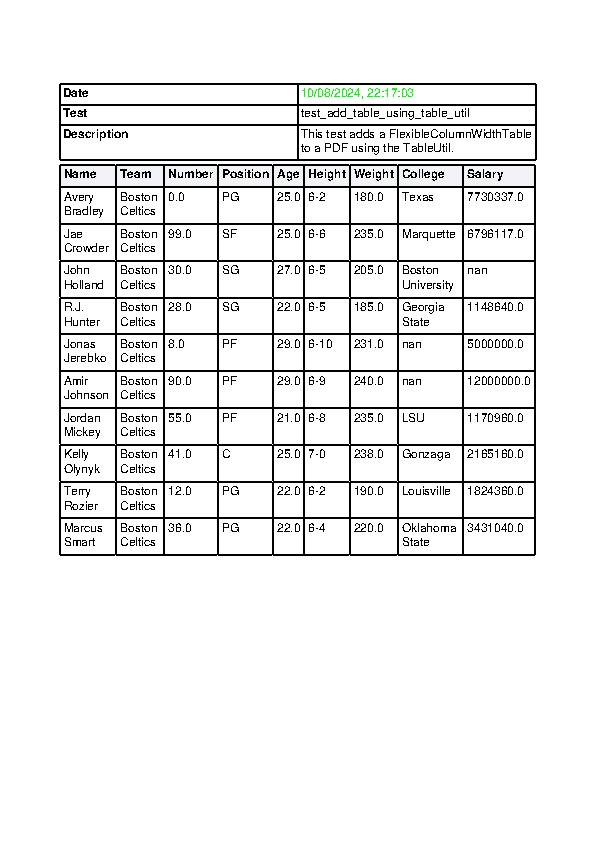 Date 10/08/2024, 22:17:03
Test test_add_table_using_table_util
Description This test adds a FlexibleColumnWidthTable
to a PDF using the TableUtil.
Name Team Number Position Age Height Weight College Salary
Avery Boston 0.0 PG 25.0 6-2 180.0 Texas 7730337.0
Bradley Celtics
Jae Boston 99.0 SF 25.0 6-6 235.0 Marquette 6796117.0
Crowder Celtics
John Boston 30.0 SG 27.0 6-5 205.0 Boston nan
Holland Celtics University
R.J. Boston 28.0 SG 22.0 6-5 185.0 Georgia 1148640.0
Hunter Celtics State
Jonas Boston 8.0 PF 29.0 6-10 231.0 nan 5000000.0
Jerebko Celtics
Amir Boston 90.0 PF 29.0 6-9 240.0 nan 12000000.0
Johnson Celtics
Jordan Boston 55.0 PF 21.0 6-8 235.0 LSU 1170960.0
Mickey Celtics
Kelly Boston 41.0 C 25.0 7-0 238.0 Gonzaga 2165160.0
Olynyk Celtics
Terry Boston 12.0 PG 22.0 6-2 190.0 Louisville 1824360.0
Rozier Celtics
Marcus Boston 36.0 PG 22.0 6-4 220.0 Oklahoma 3431040.0
Smart Celtics State